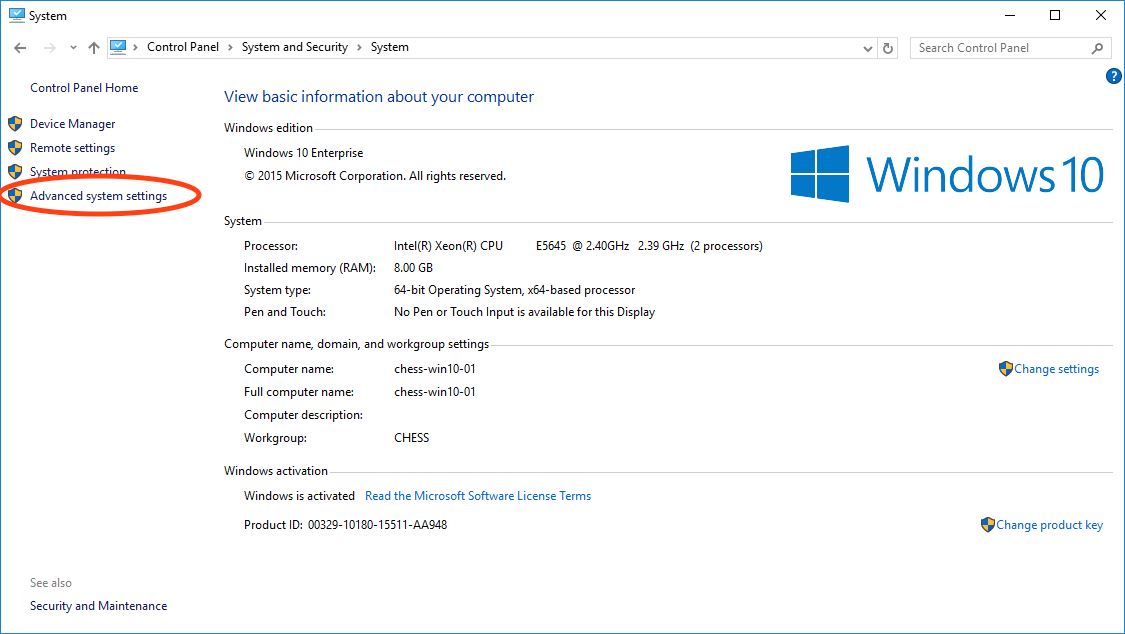 System
Control Panel > System and Security > System
Search Control Panel
?
Control Panel Home
Device Manager
Remote settings
System protection
Advanced system settings
View basic information about your computer
Windows edition
Windows 10 Enterprise
© 2015 Microsoft Corporation. All rights reserved.
Windows 10
System
Processor: Intel(R) Xeon(R) CPU E5645 @ 2.40GHz 2.39 GHz (2 processors)
Installed memory (RAM): 8.00 GB
System type: 64-bit Operating System, x64-based processor
Pen and Touch: No Pen or Touch Input is available for this Display
Computer name, domain, and workgroup settings
Computer name: chess-win10-01
Change settings
Full computer name: chess-win10-01
Computer description:
Workgroup: CHESS
Windows activation
Windows is activated Read the Microsoft Software License Terms
Product ID: 00329-10180-15511-AA948
Change product key
See also
Security and Maintenance